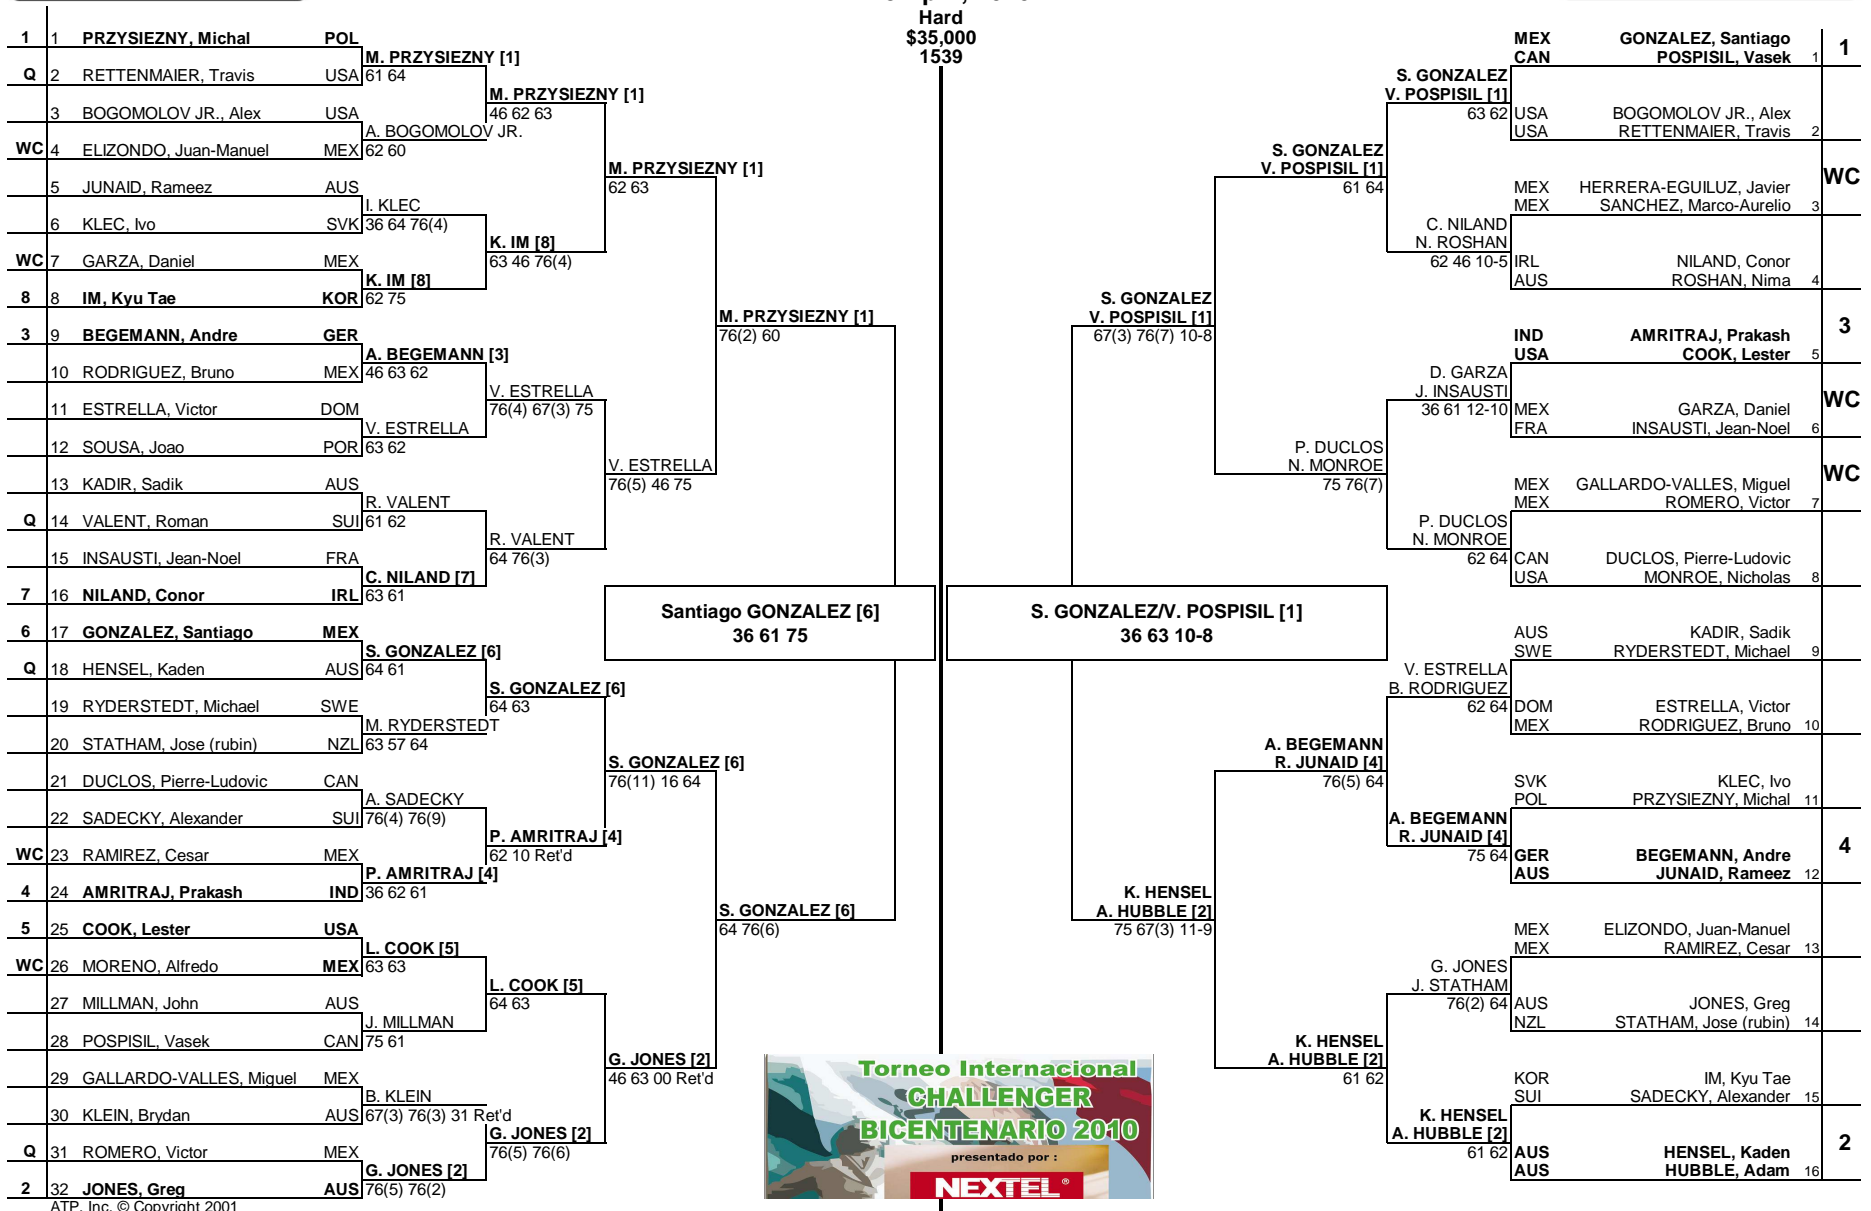 Hard
$35,000
1539
1 1 PRZYSIEZNY, Michal POL
Q 2 RETTENMAIER, Travis USA
3 BOGOMOLOV JR., Alex USA
WC 4 ELIZONDO, Juan-Manuel MEX
5 JUNAID, Rameez AUS
6 KLEC, Ivo SVK
WC 7 GARZA, Daniel MEX
8 8 IM, Kyu Tae KOR
3 9 BEGEMANN, Andre GER
10 RODRIGUEZ, Bruno MEX
11 ESTRELLA, Victor DOM
12 SOUSA, Joao POR
13 KADIR, Sadik AUS
Q 14 VALENT, Roman SUI
15 INSAUSTI, Jean-Noel FRA
7 16 NILAND, Conor IRL
6 17 GONZALEZ, Santiago MEX
Q 18 HENSEL, Kaden AUS
19 RYDERSTEDT, Michael SWE
20 STATHAM, Jose (rubin) NZL
21 DUCLOS, Pierre-Ludovic CAN
22 SADECKY, Alexander SUI
WC 23 RAMIREZ, Cesar MEX
4 24 AMRITRAJ, Prakash IND
5 25 COOK, Lester USA
WC 26 MORENO, Alfredo MEX
27 MILLMAN, John AUS
28 POSPISIL, Vasek CAN
29 GALLARDO-VALLES, Miguel MEX
30 KLEIN, Brydan AUS
Q 31 ROMERO, Victor MEX
2 32 JONES, Greg AUS
ATP, Inc. © Copyright 2001
M. PRZYSIEZNY [1]
61 64
A. BOGOMOLOV JR.
62 60
I. KLEC
36 64 76(4)
K. IM [8]
62 75
A. BEGEMANN [3]
46 63 62
V. ESTRELLA
63 62
R. VALENT
61 62
C. NILAND [7]
63 61
S. GONZALEZ [6]
64 61
M. RYDERSTEDT
63 57 64
A. SADECKY
76(4) 76(9)
P. AMRITRAJ [4]
36 62 61
L. COOK [5]
63 63
J. MILLMAN
75 61
B. KLEIN
67(3) 76(3) 31 Ret'd
G. JONES [2]
76(5) 76(2)
M. PRZYSIEZNY [1]
46 62 63
K. IM [8]
63 46 76(4)
V. ESTRELLA
76(4) 67(3) 75
R. VALENT
64 76(3)
S. GONZALEZ [6]
64 63
P. AMRITRAJ [4]
62 10 Ret'd
L. COOK [5]
64 63
G. JONES [2]
76(5) 76(6)
M. PRZYSIEZNY [1]
62 63
V. ESTRELLA
76(5) 46 75
S. GONZALEZ [6]
76(11) 16 64
G. JONES [2]
46 63 00 Ret'd
M. PRZYSIEZNY [1]
76(2) 60
S. GONZALEZ [6]
64 76(6)
Santiago GONZALEZ [6]
36 61 75
S. GONZALEZ/V. POSPISIL [1]
36 63 10-8
S. GONZALEZ
V. POSPISIL [1]
67(3) 76(7) 10-8
K. HENSEL
A. HUBBLE [2]
75 67(3) 11-9
S. GONZALEZ
V. POSPISIL [1]
61 64
P. DUCLOS
N. MONROE
75 76(7)
A. BEGEMANN
R. JUNAID [4]
76(5) 64
K. HENSEL
A. HUBBLE [2]
61 62
S. GONZALEZ
V. POSPISIL [1]
63 62
C. NILAND
N. ROSHAN
62 46 10-5
D. GARZA
J. INSAUSTI
36 61 12-10
P. DUCLOS
N. MONROE
62 64
V. ESTRELLA
B. RODRIGUEZ
62 64
A. BEGEMANN
R. JUNAID [4]
75 64
G. JONES
J. STATHAM
76(2) 64
K. HENSEL
A. HUBBLE [2]
61 62
MEX GONZALEZ, Santiago 1
CAN POSPISIL, Vasek 1
USA BOGOMOLOV JR., Alex
USA RETTENMAIER, Travis 2
WC
MEX HERRERA-EGUILUZ, Javier
MEX SANCHEZ, Marco-Aurelio 3
IRL NILAND, Conor
AUS ROSHAN, Nima 4
3
IND AMRITRAJ, Prakash
USA COOK, Lester 5
WC
MEX GARZA, Daniel
FRA INSAUSTI, Jean-Noel 6
WC
MEX GALLARDO-VALLES, Miguel
MEX ROMERO, Victor 7
CAN DUCLOS, Pierre-Ludovic
USA MONROE, Nicholas 8
AUS KADIR, Sadik
SWE RYDERSTEDT, Michael 9
DOM ESTRELLA, Victor
MEX RODRIGUEZ, Bruno 10
SVK KLEC, Ivo
POL PRZYSIEZNY, Michal 11
4
GER BEGEMANN, Andre
AUS JUNAID, Rameez 12
MEX ELIZONDO, Juan-Manuel
MEX RAMIREZ, Cesar 13
AUS JONES, Greg
NZL STATHAM, Jose (rubin) 14
KOR IM, Kyu Tae
SUI SADECKY, Alexander 15
2
AUS HENSEL, Kaden
AUS HUBBLE, Adam 16
Torneo Internacional
CHALLENGER
BICENTENARIO 2010
presentado por :
NEXTEL®